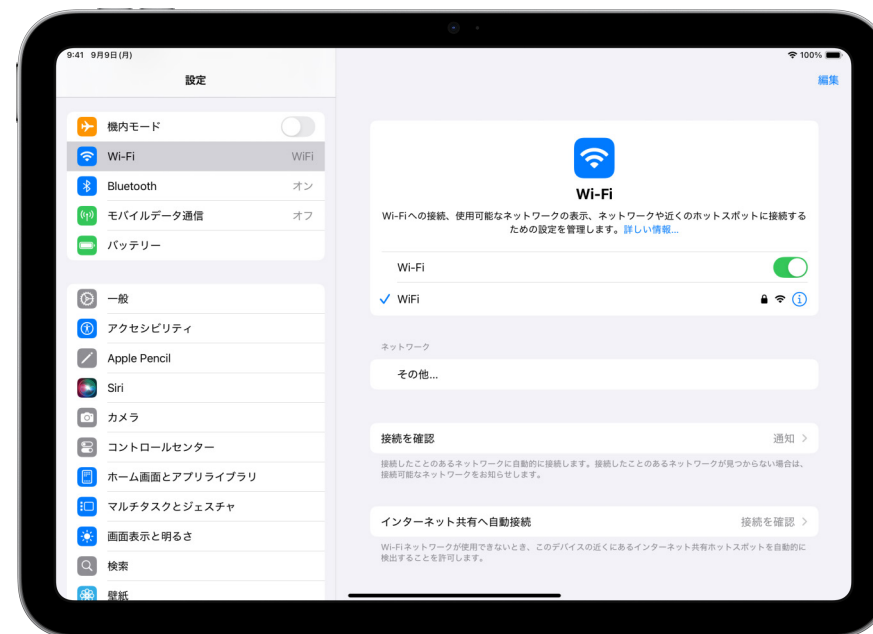 9:41 9月9日(月)
100%
設定
編集
機内モード
Wi-Fi WiFi
Bluetooth オン
モバイルデータ通信 オフ
バッテリー
一般
アクセシビリティ
Apple Pencil
Siri
カメラ
コントロールセンター
ホーム画面とアプリライブラリ
マルチタスクとジェスチャ
画面表示と明るさ
検索
壁紙
Wi-Fi
Wi-Fiへの接続、使用可能なネットワークの表示、ネットワークや近くのホットスポットに接続する
ための設定を管理します。詳しい情報...
Wi-Fi
WiFi
ネットワーク
その他...
接続を確認 通知
接続したことのあるネットワークに自動的に接続します。接続したことのあるネットワークが見つからない場合は、
接続可能なネットワークをお知らせします。
インターネット共有へ自動接続 接続を確認
Wi-Fiネットワークが使用できないとき、このデバイスの近くにあるインターネット共有ホットスポットを自動的に
検出することを許可します。